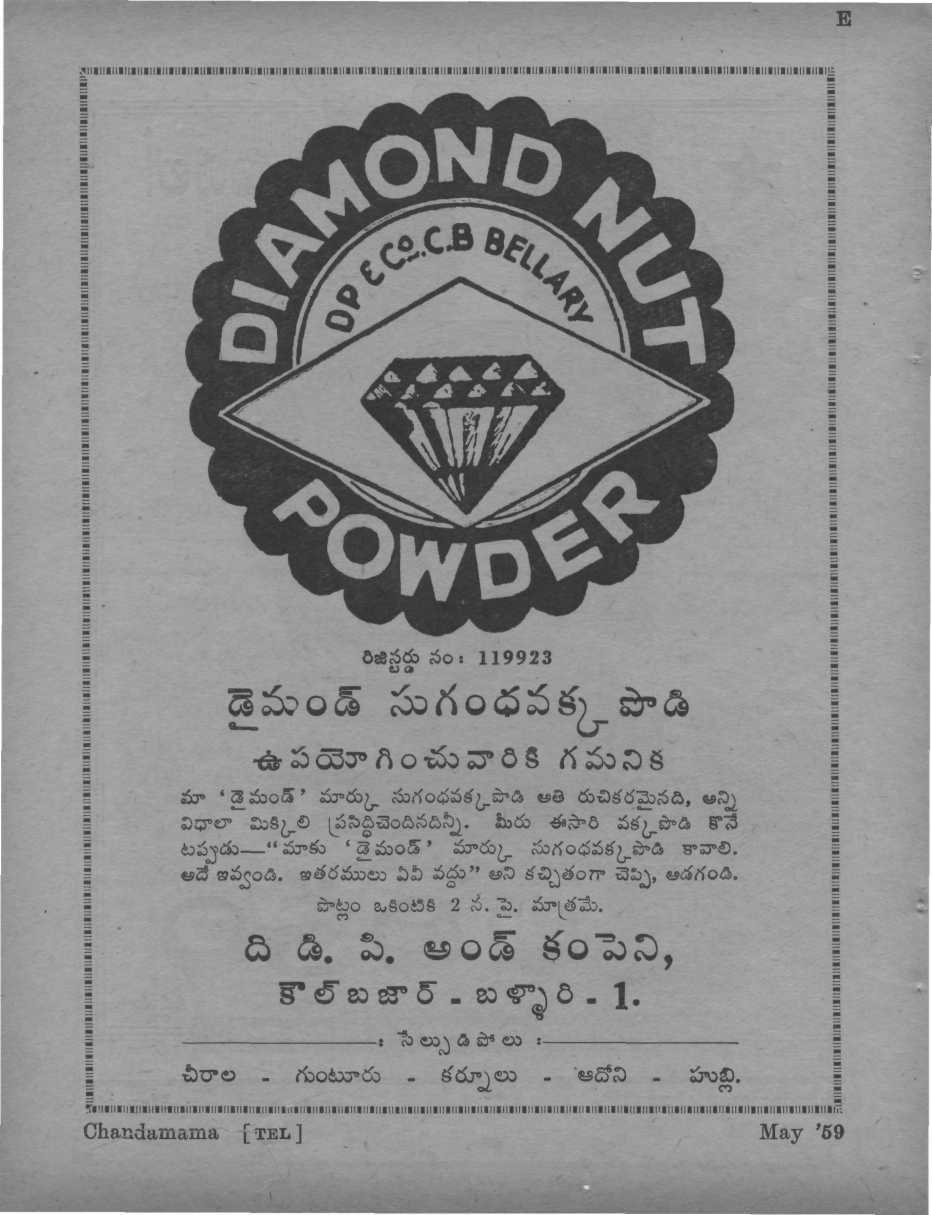 E
DIAMOND NUT
DP & Co. C.B BELLARY
POWDER
రిజిస్టర్డు నం: 119923
డైమండ్ సుగంధవక్క పొడి
ఉపయోగించువారికి గమనిక
మా 'డైమండ్' మార్కు సుగంధవక్కపొడి అతి రుచికరమైనది, అన్ని
విధాలా మిక్కిలి ప్రసిద్ధిచెందినదిన్నీ. మీరు ఈసారి వక్కపొడి కొనే
టప్పుడు—"మాకు 'డైమండ్' మార్కు సుగంధవక్కపొడి కావాలి.
అదే ఇవ్వండి. ఇతరములు ఏవీ వద్దు" అని కచ్చితంగా చెప్పి, అడగండి.
పొట్లం ఒకింటికి 2 న. పై. మాత్రమే.
ది డి. పి. అండ్ కంపెని,
కౌల్ బజార్ - బళ్ళారి - 1.
: సేల్సుడిపోలు :
చీరాల - గుంటూరు - కర్నూలు - ఆదోని - హుబ్లి.
Chandamama [TEL] May '59